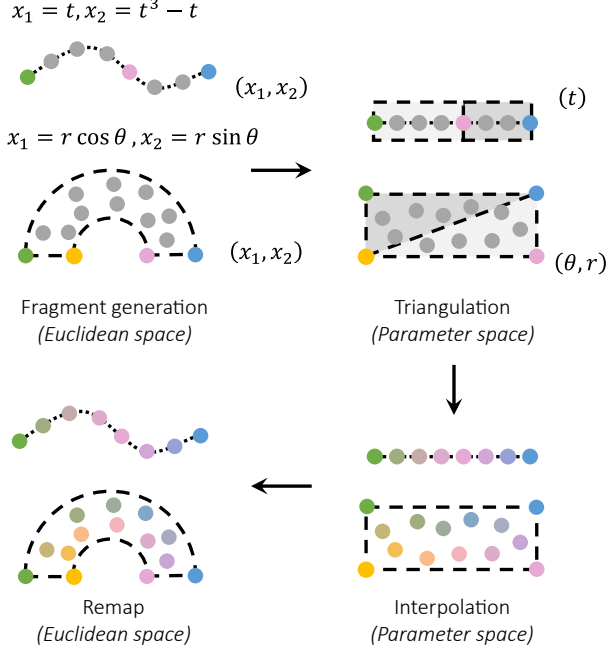 x₁ = t, x₂ = t³ − t
(x₁, x₂)
(t)
x₁ = r cos θ , x₂ = r sin θ
(x₁, x₂)
(θ, r)
Fragment generation
(Euclidean space)
Triangulation
(Parameter space)
Remap
(Euclidean space)
Interpolation
(Parameter space)